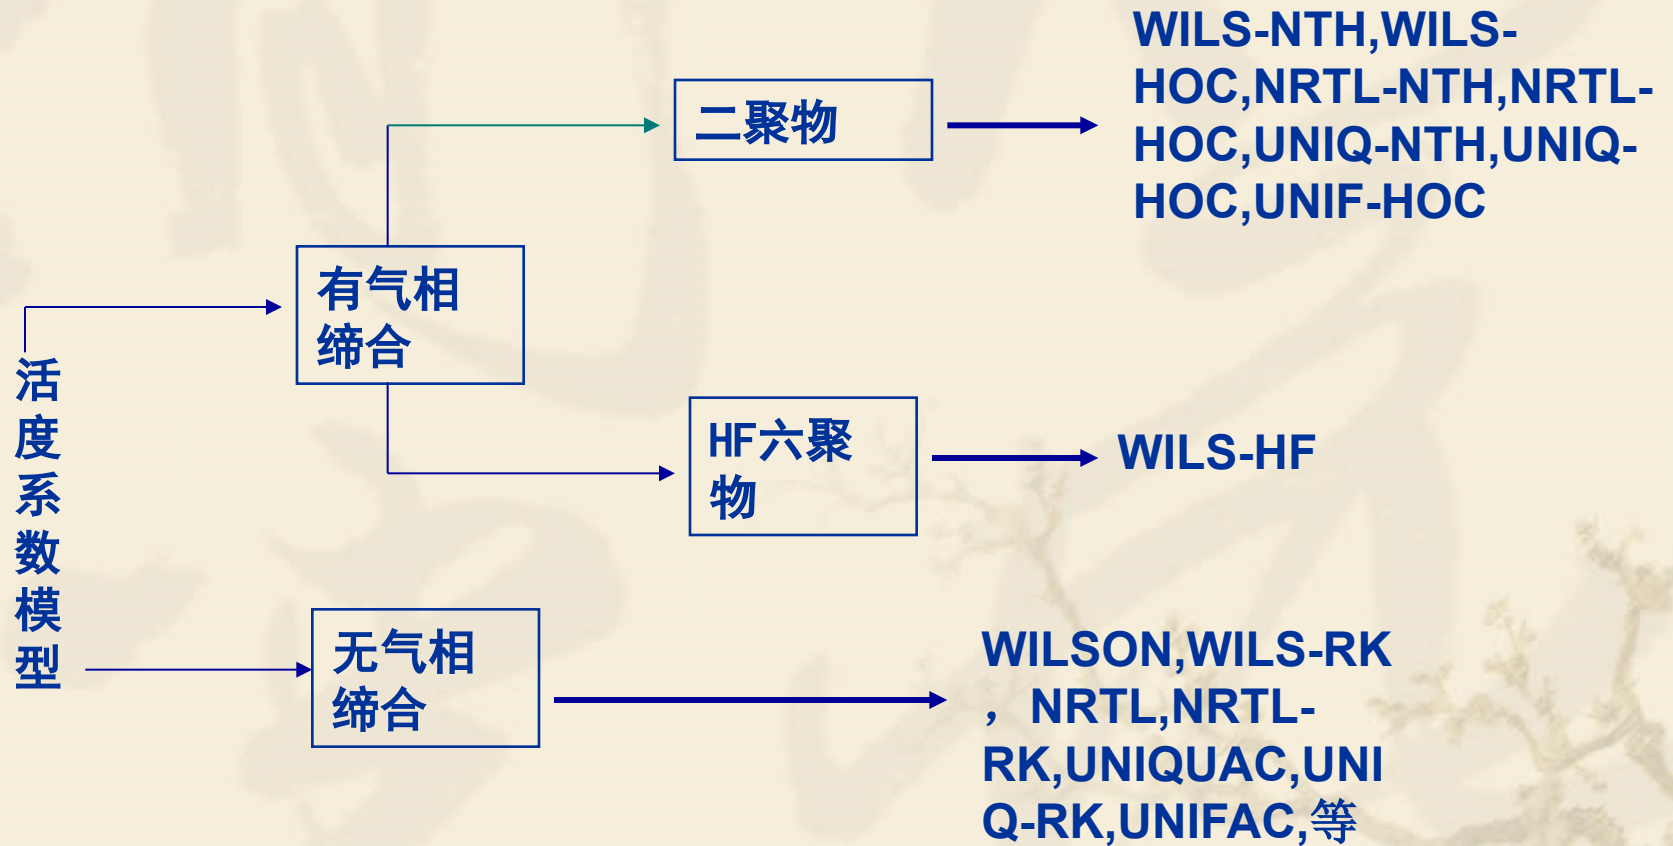 WILS-NTH,WILS-
HOC,NRTL-NTH,NRTL-
HOC,UNIQ-NTH,UNIQ-
HOC,UNIF-HOC
二聚物
有气相
缔合
活度系数模型
HF六聚
物
WILS-HF
无气相
缔合
WILSON,WILS-RK
，NRTL,NRTL-
RK,UNIQUAC,UNI
Q-RK,UNIFAC,等